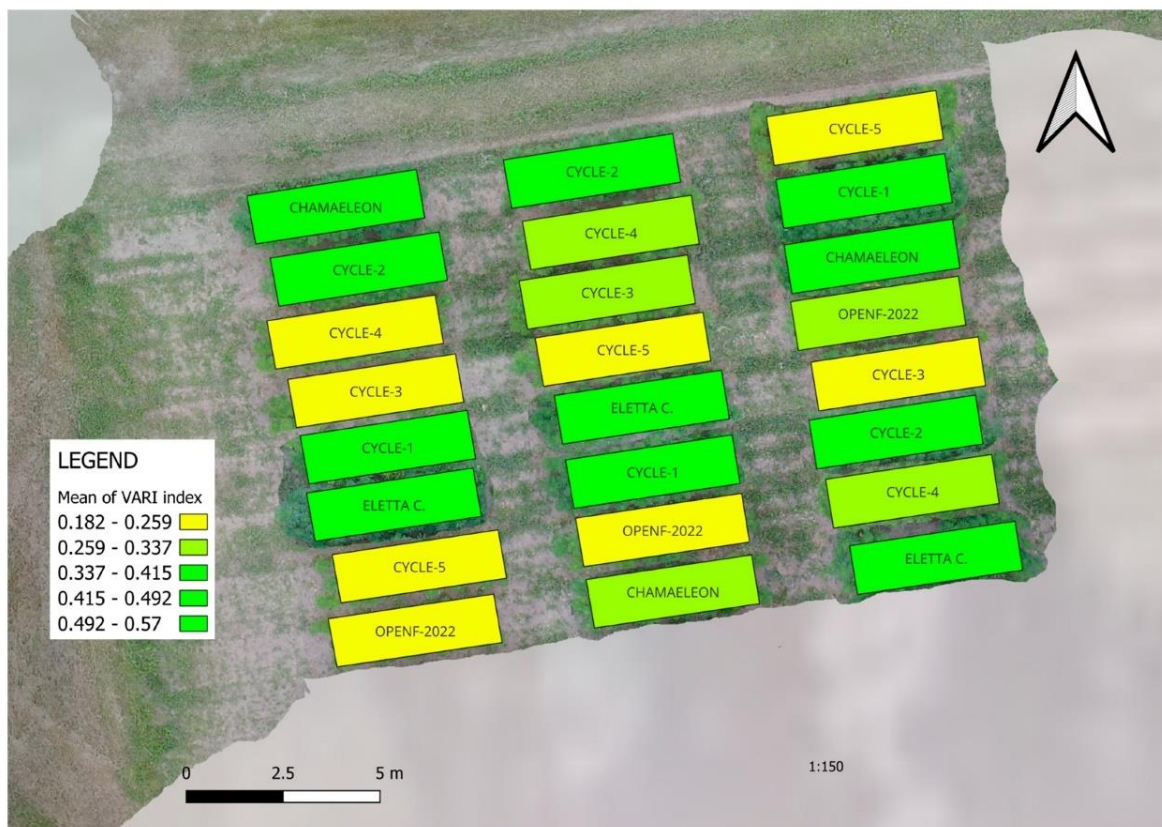 CHAMAELEON
CYCLE-2
CYCLE-4
CYCLE-3
CYCLE-1
ELETTA C.
CYCLE-5
OPENF-2022
CYCLE-2
CYCLE-4
CYCLE-3
CYCLE-5
ELETTA C.
CYCLE-1
OPENF-2022
CHAMAELEON
CYCLE-5
CYCLE-1
CHAMAELEON
OPENF-2022
CYCLE-3
CYCLE-2
CYCLE-4
ELETTA C.
LEGEND
Mean of VARI index
0.182 - 0.259
0.259 - 0.337
0.337 - 0.415
0.415 - 0.492
0.492 - 0.57
0 2.5 5 m
1:150